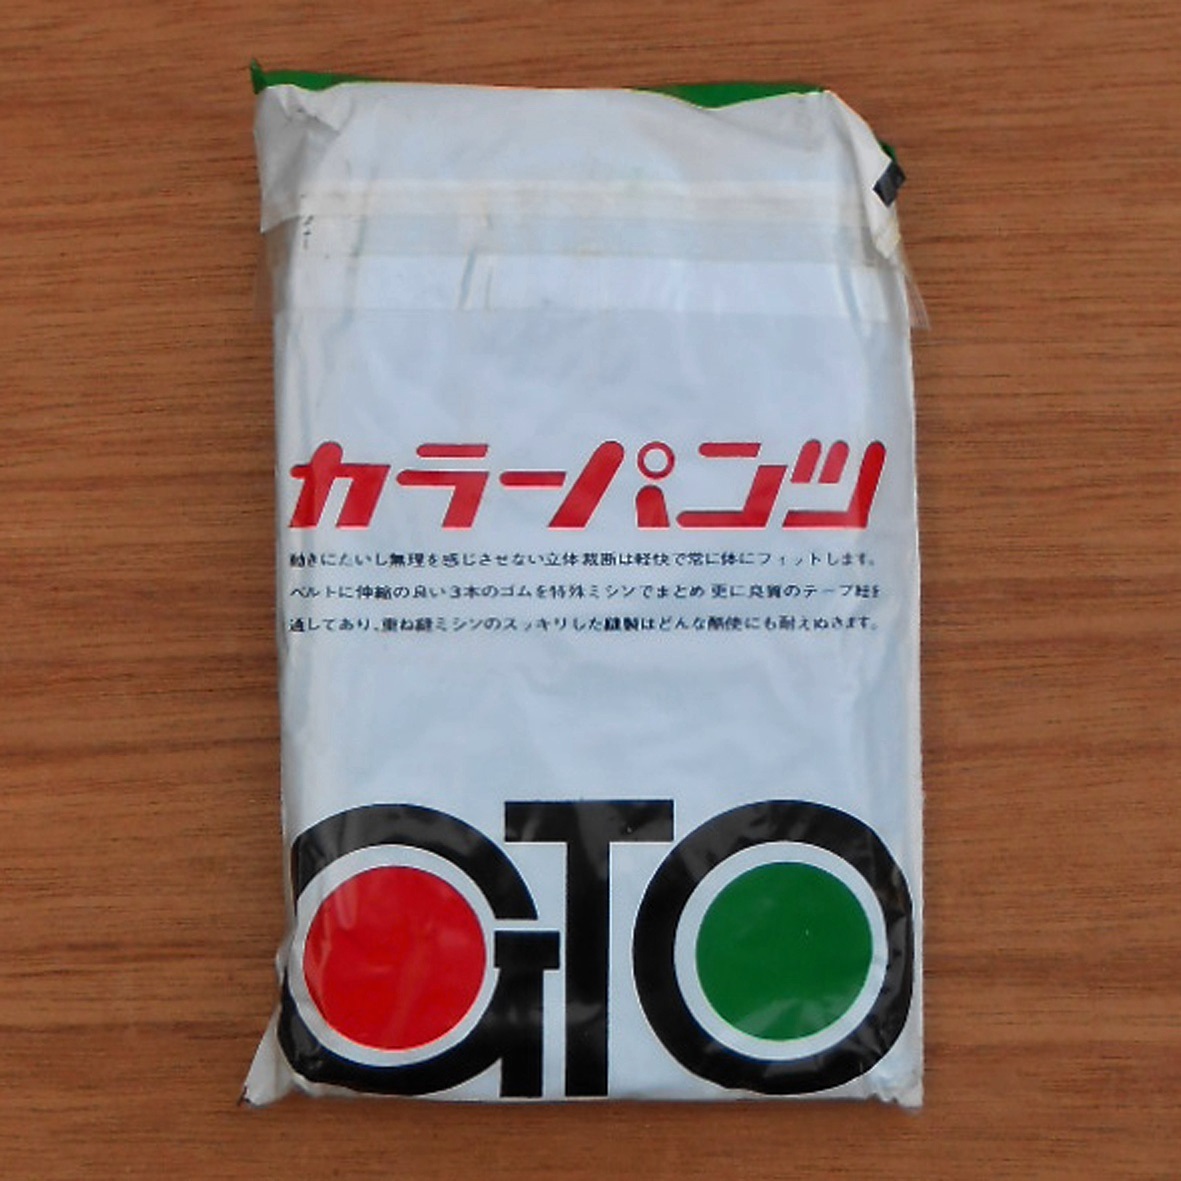 カラーパンツ
動きにたいし無理を感じさせない立体裁断は軽快で常に体にフィットします。
ベルトに伸縮の良い3本のゴムを特殊ミシンでまとめ更に良質のテープ紐を
通してあり、重ね縫ミシンのスッキリした縫製はどんな酷使にも耐えぬきます。
GTO